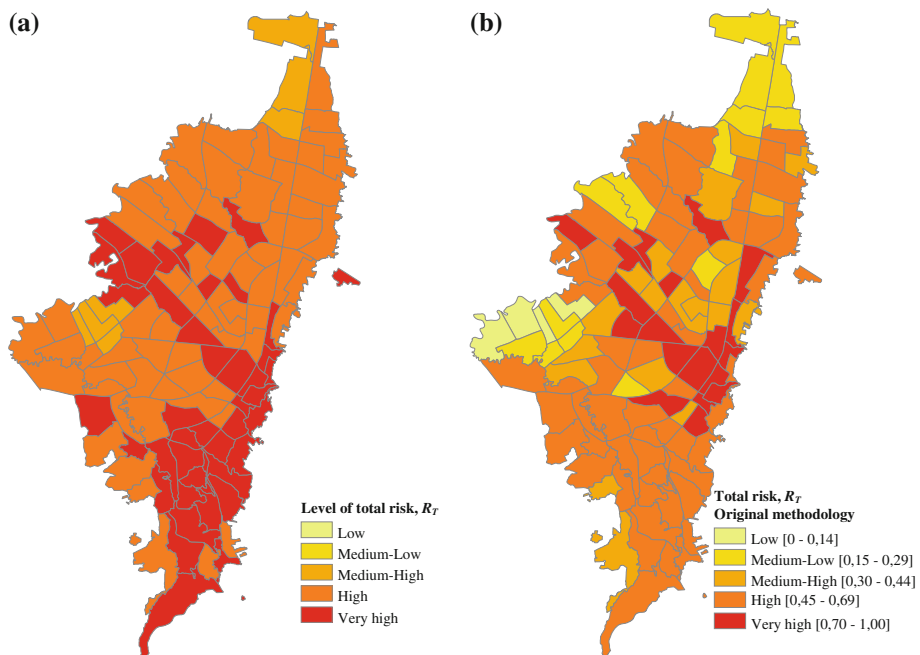 (a)
(b)
Level of total risk, R_T
Low
Medium-Low
Medium-High
High
Very high
Total risk, R_T
Original methodology
Low [0 - 0,14]
Medium-Low [0,15 - 0,29]
Medium-High [0,30 - 0,44]
High [0,45 - 0,69]
Very high [0,70 - 1,00]